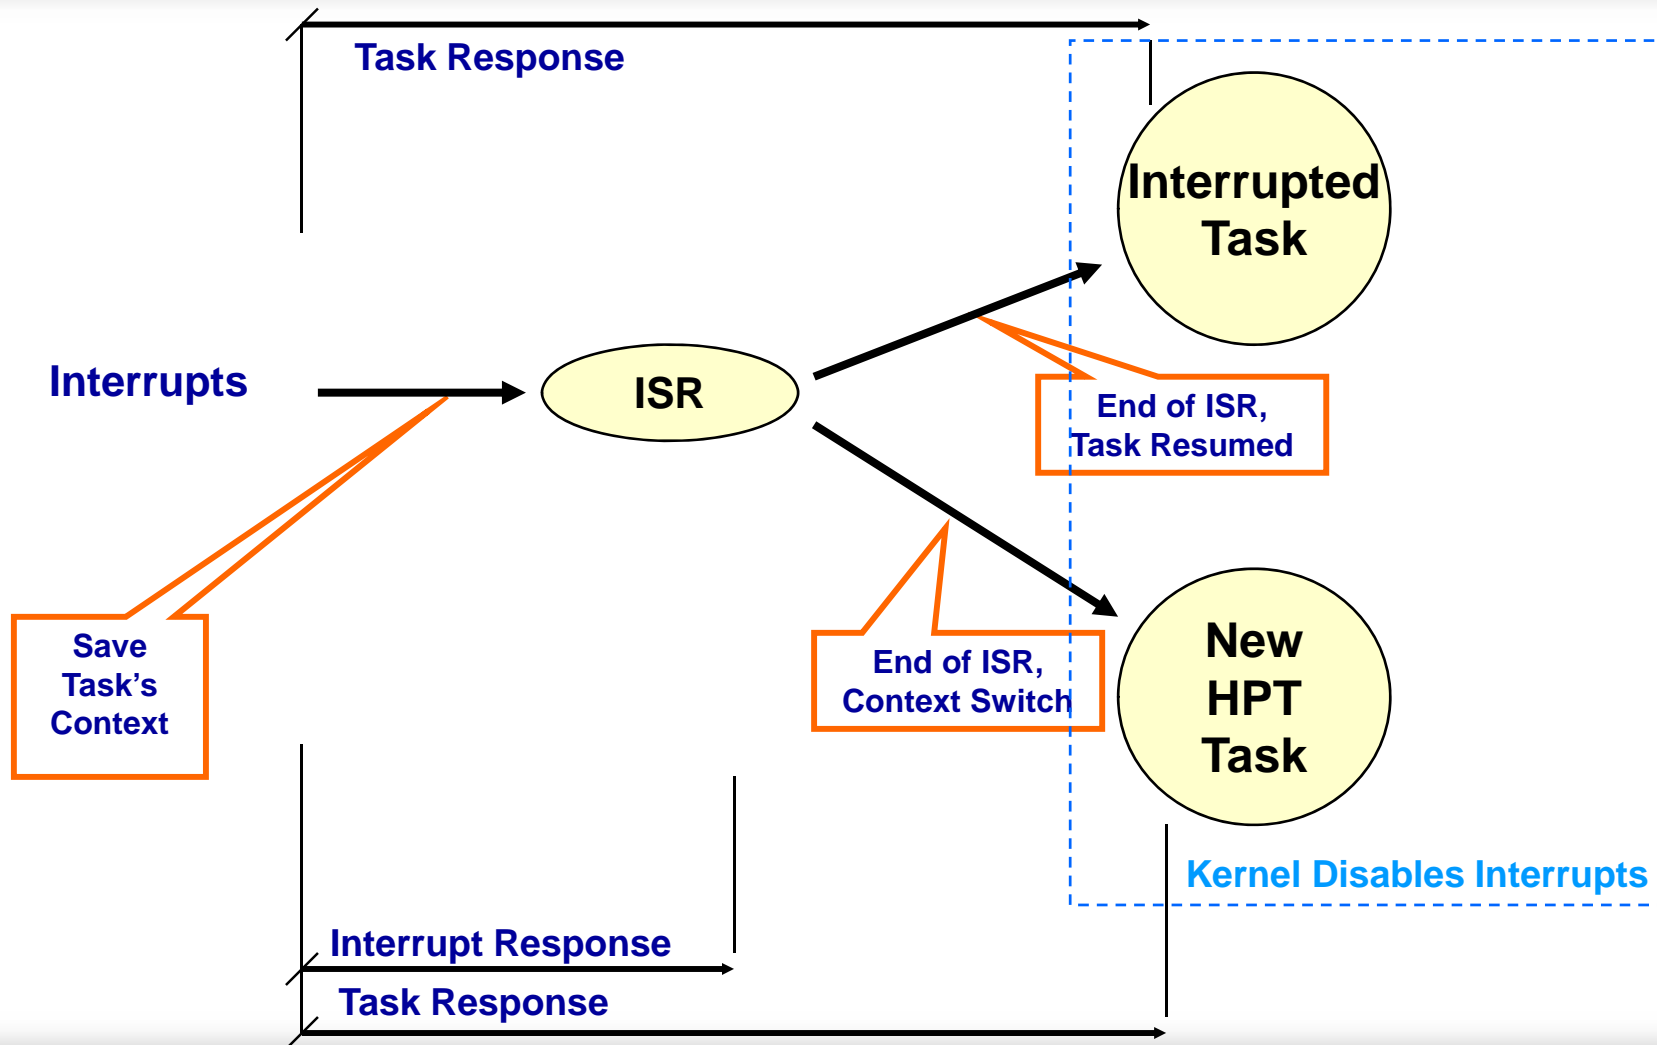 Task Response
Interrupted
Task
Interrupts
ISR
End of ISR,
Task Resumed
Save
Task’s
Context
End of ISR,
Context Switch
New
HPT
Task
Kernel Disables Interrupts
Interrupt Response
Task Response